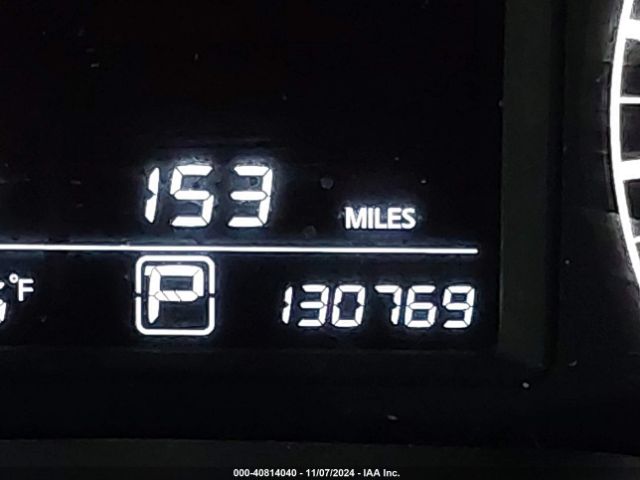 153 MILES
°F P 130769
000-40814040 - 11/07/2024 - IAA Inc.